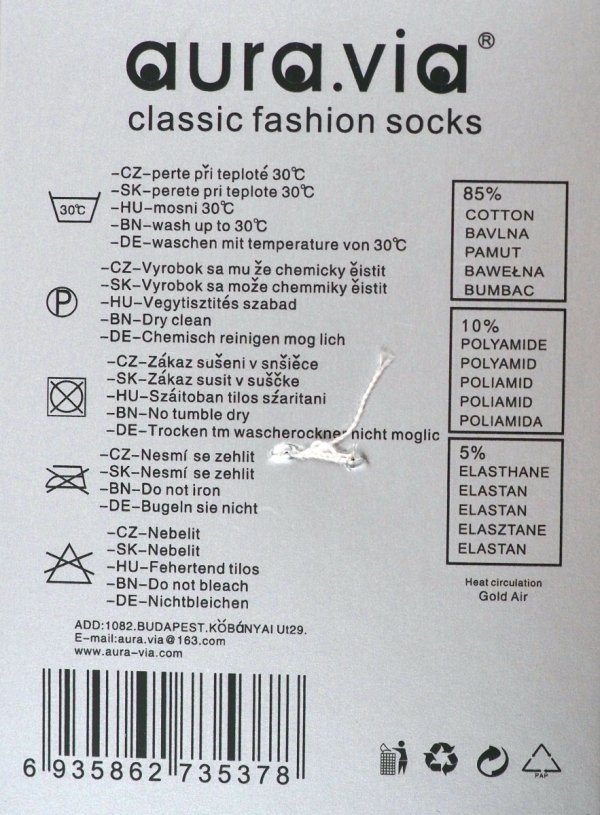 aura.via®
classic fashion socks
30℃
-CZ-perte při teploté 30℃
-SK-perete pri teplote 30℃
-HU-mosni 30℃
-BN-wash up to 30℃
-DE-waschen mit temperature von 30℃
P
-CZ-Vyrobok sa mu že chemicky ěistit
-SK-Vyrobok sa može chemmiky ěistit
-HU-Vegytisztités szabad
-BN-Dry clean
-DE-Chemisch reinigen mog lich
-CZ-Zákaz sušeni v snšiěce
-SK-Zákaz susit v suščke
-HU-Száitoban tilos sźaritani
-BN-No tumble dry
-DE-Trocken tm wascherockner nicht moglic
-CZ-Nesmí se zehlit
-SK-Nesmí se zehlit
-BN-Do not iron
-DE-Bugeln sie nicht
-CZ-Nebelit
-SK-Nebelit
-HU-Fehertend tilos
-BN-Do not bleach
-DE-Nichtbleichen
85%
COTTON
BAVLNA
PAMUT
BAWEŁNA
BUMBAC
10%
POLYAMIDE
POLYAMID
POLIAMID
POLIAMID
POLIAMIDA
5%
ELASTHANE
ELASTAN
ELASTAN
ELASZTANE
ELASTAN
Heat circulation
Gold Air
ADD:1082.BUDAPEST.KŎBÁNYAI Ut29.
E-mail:aura.via@163.com
www.aura-via.com
6 935862 735378
PAP